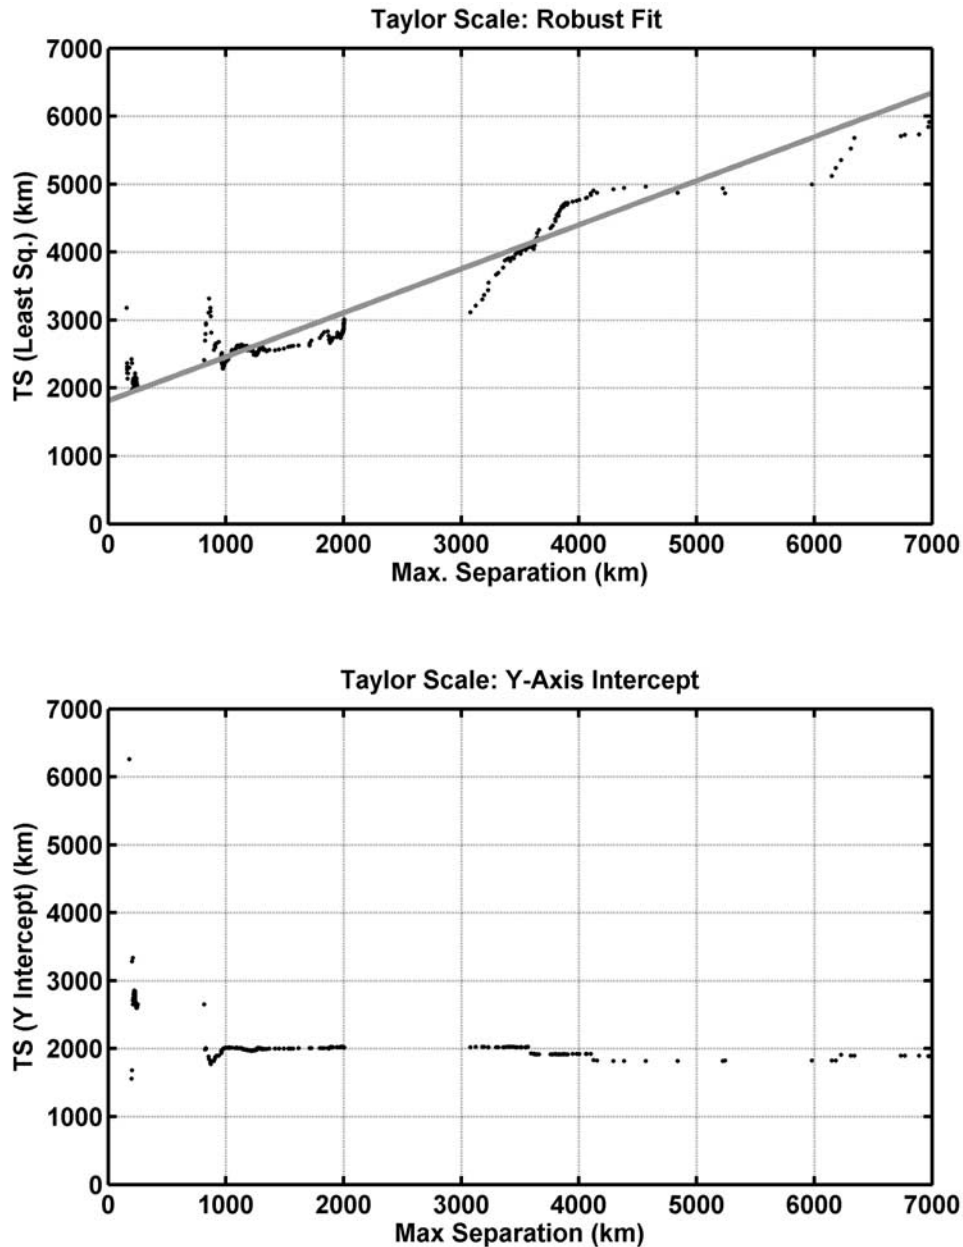 Taylor Scale: Robust Fit
7000
6000
5000
4000
3000
2000
1000
0
TS (Least Sq.) (km)
0 1000 2000 3000 4000 5000 6000 7000
Max. Separation (km)
Taylor Scale: Y-Axis Intercept
7000
6000
5000
4000
3000
2000
1000
0
TS (Y Intercept) (km)
0 1000 2000 3000 4000 5000 6000 7000
Max Separation (km)